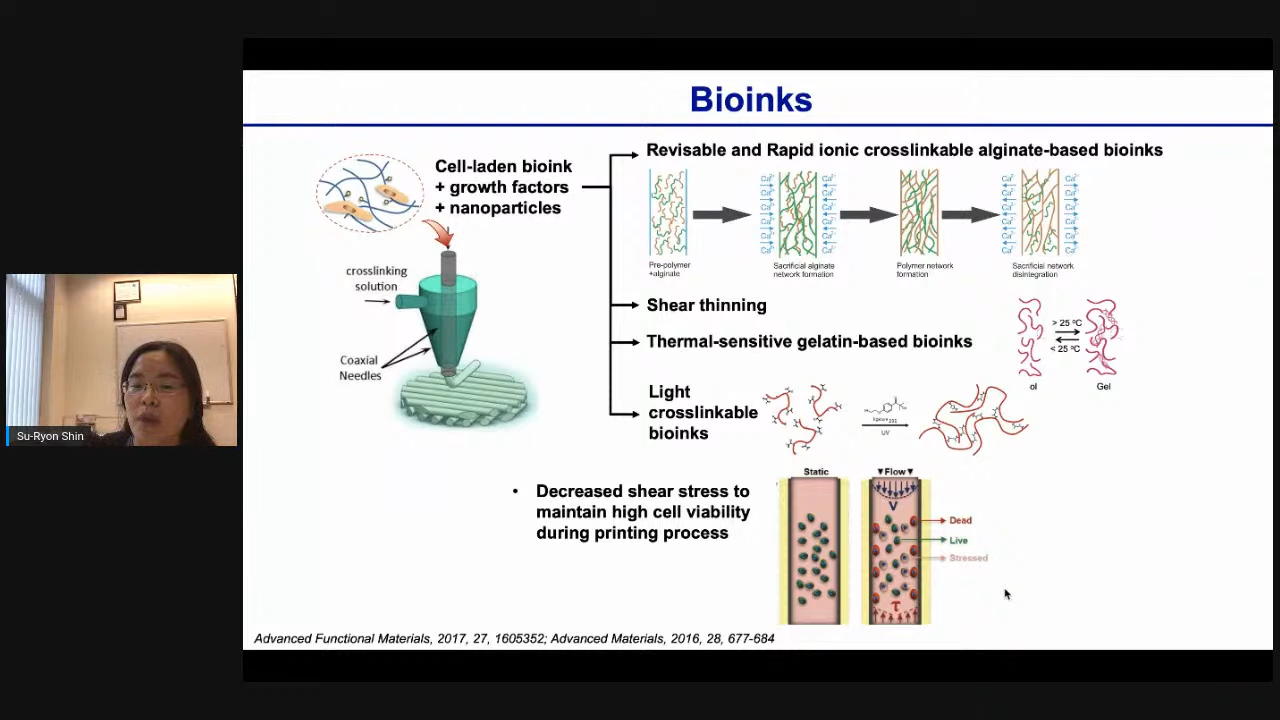 Bioinks
Cell-laden bioink
+ growth factors
+ nanoparticles
crosslinking
solution
Coaxial
Needles
Revisable and Rapid ionic crosslinkable alginate-based bioinks
Pre-polymer
+alginate
Sacrificial alginate
network formation
Polymer network
formation
Sacrificial network
disintegration
Shear thinning
Thermal-sensitive gelatin-based bioinks
> 25 °C
< 25 °C
ol
Gel
Light
crosslinkable
bioinks
UV
• Decreased shear stress to
maintain high cell viability
during printing process
Static
▼Flow▼
V
Dead
Live
Stressed
τ
Advanced Functional Materials, 2017, 27, 1605352; Advanced Materials, 2016, 28, 677-684
Su-Ryon Shin